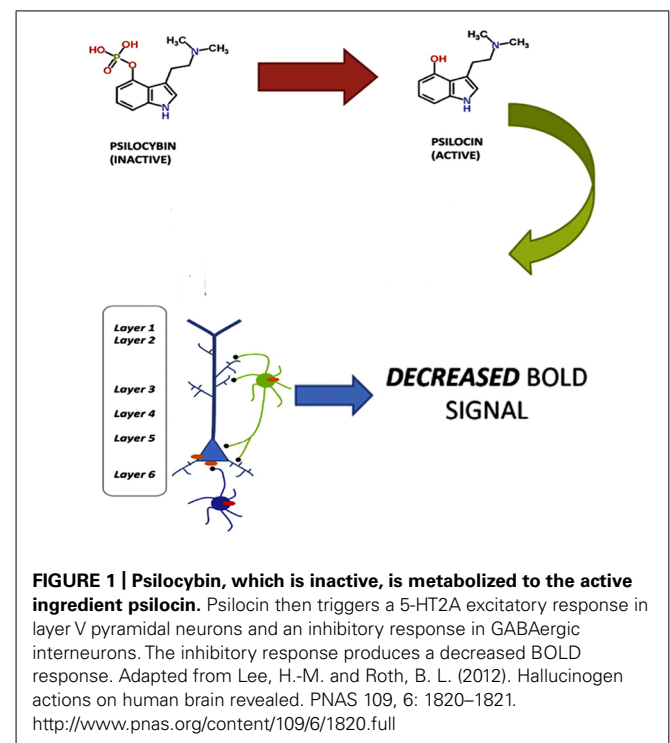 HO OH
P
O O
H₃C N CH₃
N
H
PSILOCYBIN
(INACTIVE)
H₃C N CH₃
OH
N
H
PSILOCIN
(ACTIVE)
Layer 1
Layer 2
Layer 3
Layer 4
Layer 5
Layer 6
DECREASED BOLD
SIGNAL
FIGURE 1 | Psilocybin, which is inactive, is metabolized to the active
ingredient psilocin. Psilocin then triggers a 5-HT2A excitatory response in
layer V pyramidal neurons and an inhibitory response in GABAergic
interneurons. The inhibitory response produces a decreased BOLD
response. Adapted from Lee, H.-M. and Roth, B. L. (2012). Hallucinogen
actions on human brain revealed. PNAS 109, 6: 1820–1821.
http://www.pnas.org/content/109/6/1820.full